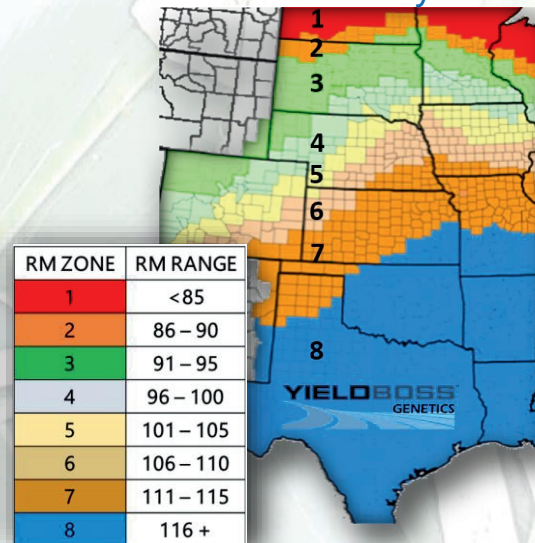 1
2
3
4
5
6
7
8
RM ZONE RM RANGE
1 <85
2 86 – 90
3 91 – 95
4 96 – 100
5 101 – 105
6 106 – 110
7 111 – 115
8 116 +
YIELDBOSS
GENETICS